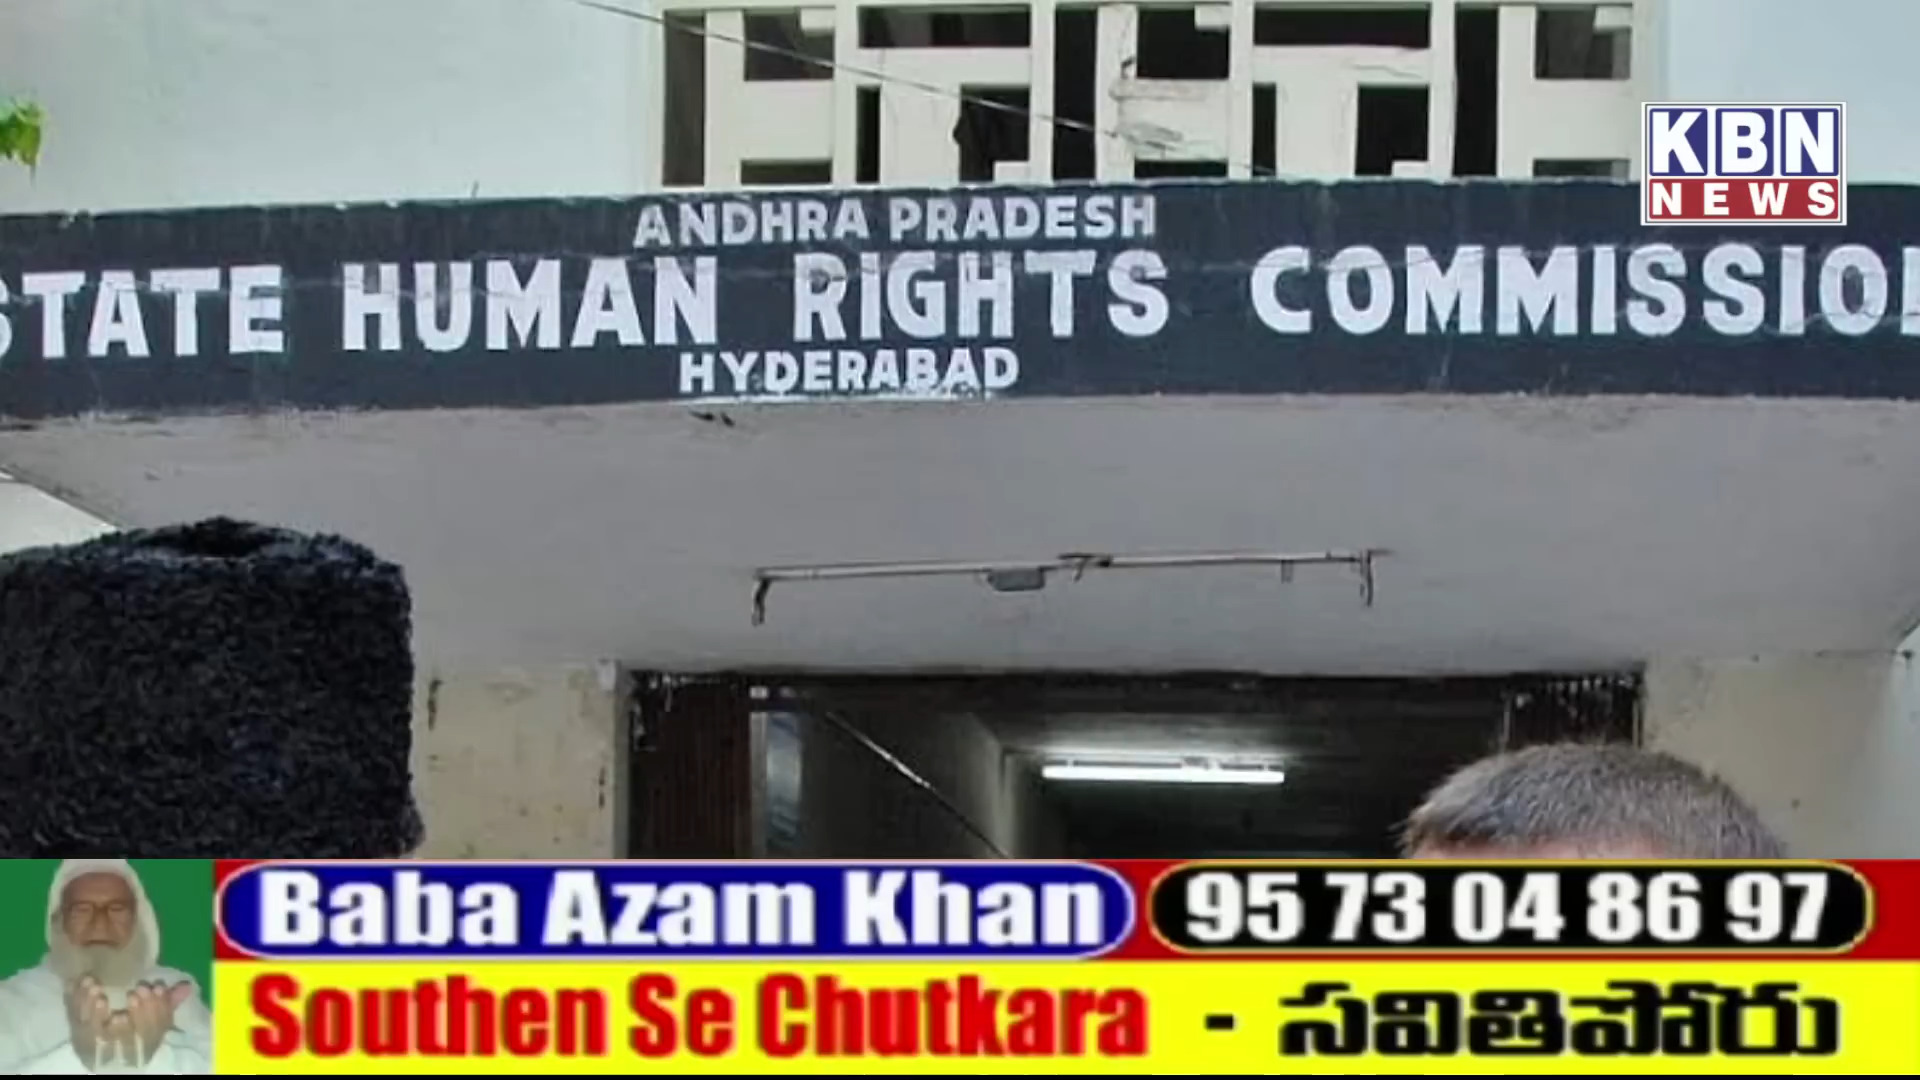 KBN
NEWS
ANDHRA PRADESH
STATE HUMAN RIGHTS COMMISSION
HYDERABAD
Baba Azam Khan 95 73 04 86 97
Southen Se Chutkara - సవితిపోరు